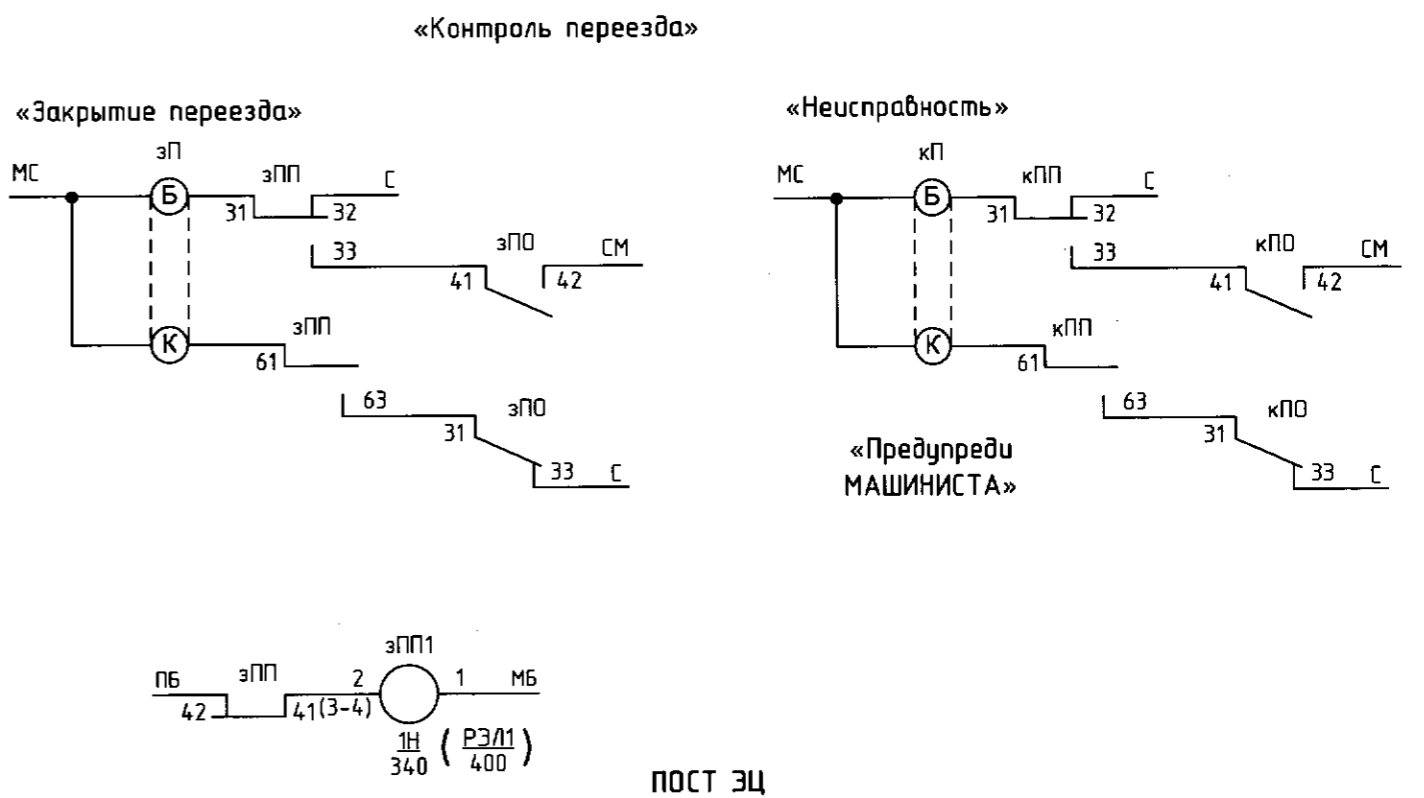 «Контроль переезда»
«Закрытие переезда»
«Неисправность»
зП
зПП
МС
Б
С
31
32
33
зПО
СМ
41
42
зПП
К
61
63
зПО
31
33
С
кП
кПП
МС
Б
С
31
32
33
кПО
СМ
41
42
кПП
К
61
63
кПО
31
33
С
«Предупреди
МАШИНИСТА»
зПП1
ПБ
зПП
2
1
МБ
42
41(3-4)
1Н
340
(РЭЛ1
400)
ПОСТ ЭЦ